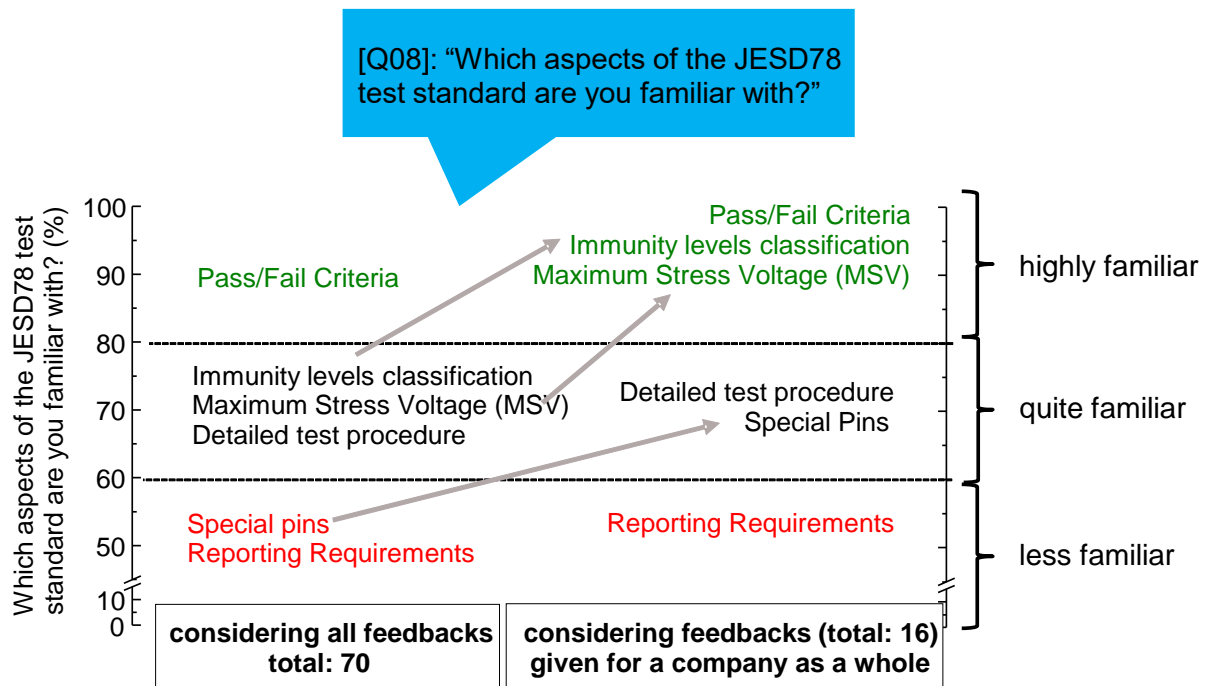 [Q08]: “Which aspects of the JESD78
test standard are you familiar with?”
Which aspects of the JESD78 test
standard are you familiar with? (%)
100
90
80
70
60
50
10
0
Pass/Fail Criteria
Immunity levels classification
Maximum Stress Voltage (MSV)
Detailed test procedure
Special pins
Reporting Requirements
Pass/Fail Criteria
Immunity levels classification
Maximum Stress Voltage (MSV)
Detailed test procedure
Special Pins
Reporting Requirements
highly familiar
quite familiar
less familiar
considering all feedbacks
total: 70
considering feedbacks (total: 16)
given for a company as a whole